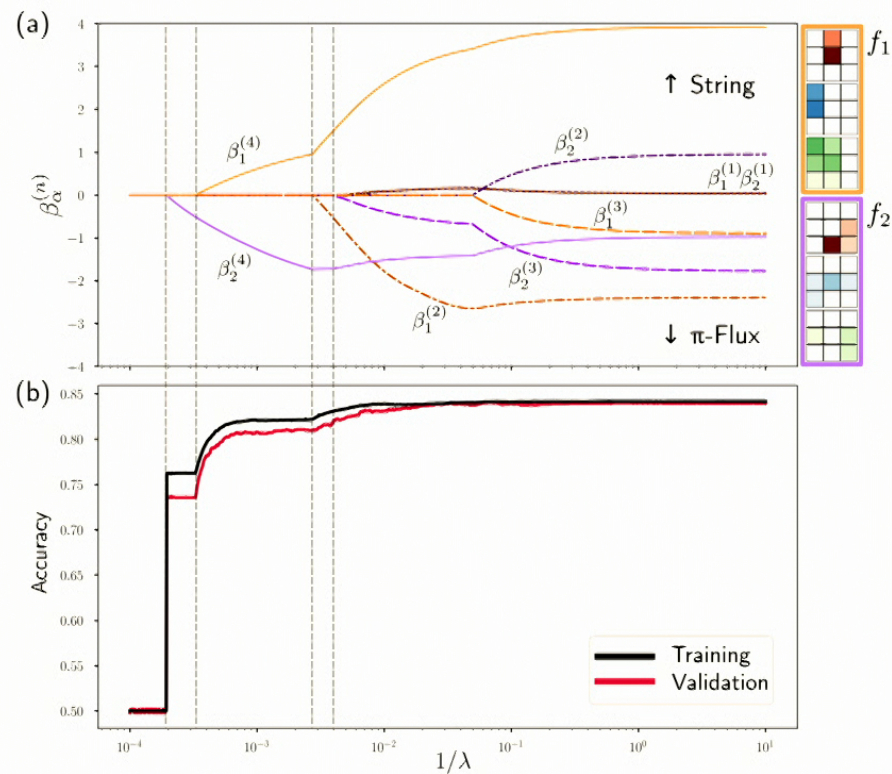 (a)
4
3
2
1
0
−1
−2
−3
−4
β_α^(n)
β_1^(4)
β_2^(4)
β_2^(2)
β_1^(1) β_2^(1)
β_1^(3)
β_2^(3)
β_1^(2)
↑ String
↓ π-Flux
f_1
f_2
(b)
0.85
0.80
0.75
0.70
0.65
0.60
0.55
0.50
Accuracy
Training
Validation
10^−4
10^−3
10^−2
10^−1
10^0
10^1
1/λ